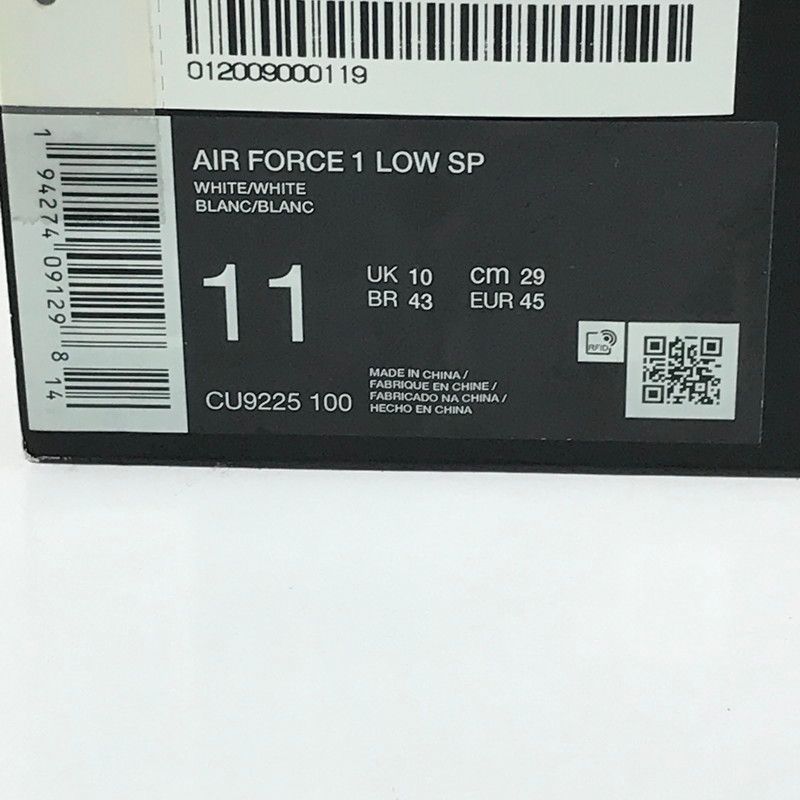 012009000119
1 94274 09129 8 14
AIR FORCE 1 LOW SP
WHITE/WHITE
BLANC/BLANC
11
UK 10 cm 29
BR 43 EUR 45
RFID
CU9225 100
MADE IN CHINA /
FABRIQUE EN CHINE /
FABRICADO NA CHINA /
HECHO EN CHINA